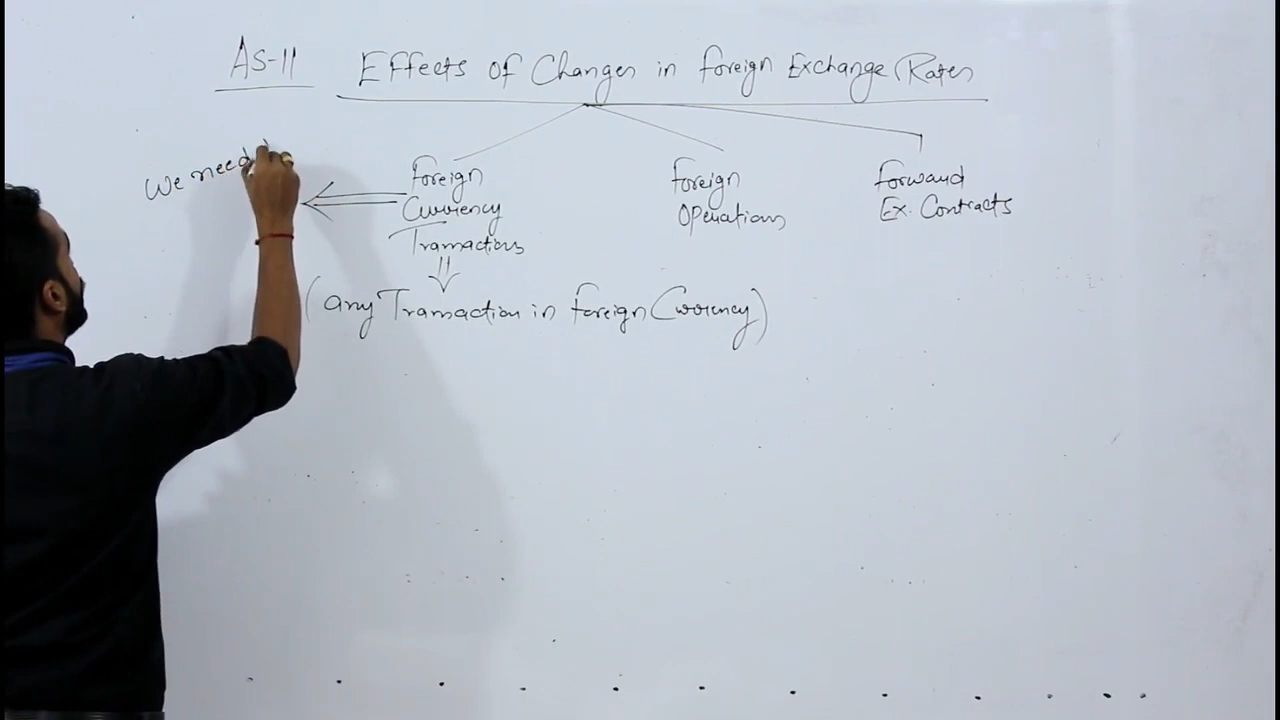 AS-11 Effects of Changes in Foreign Exchange Rates
We need
Foreign
Currency
Transactions
Foreign
Operations
Forward
Ex. Contracts
(any Transaction in Foreign Currency)